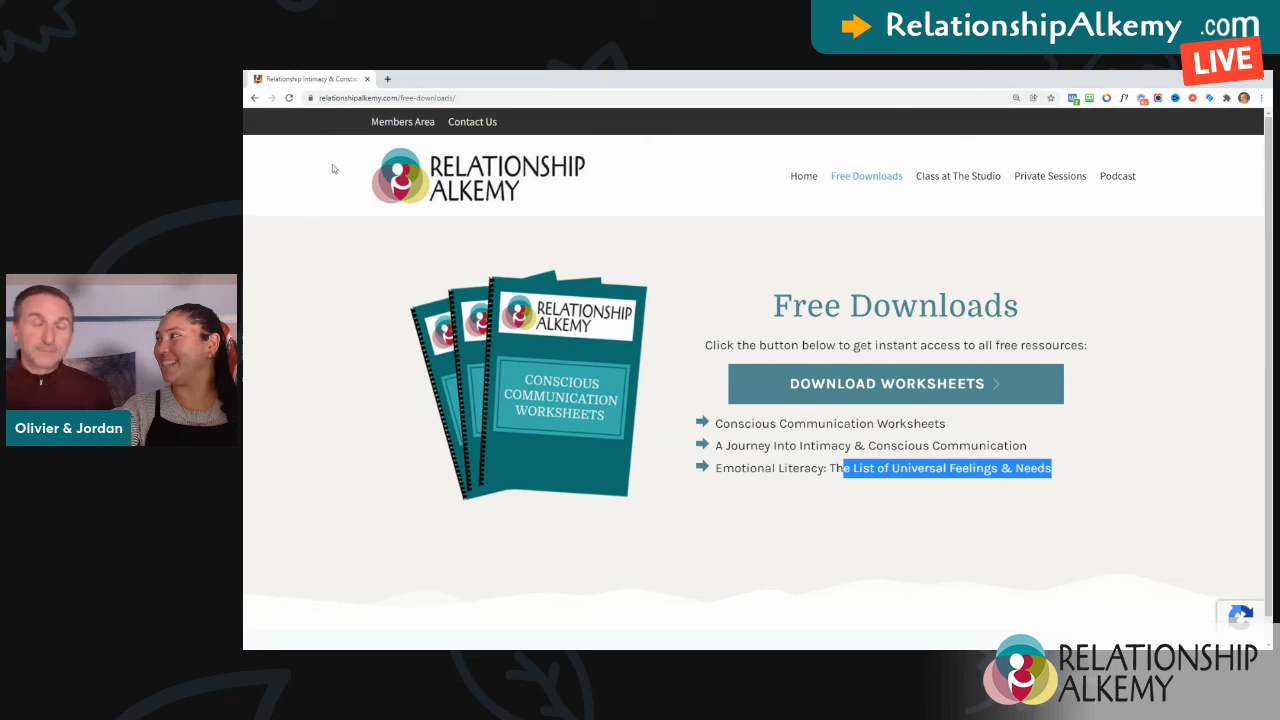 RelationshipAlkemy .com
LIVE
Relationship Intimacy & Conscio
relationshipalkemy.com/free-downloads/
Members Area Contact Us
RELATIONSHIP
ALKEMY
Home Free Downloads Class at The Studio Private Sessions Podcast
RELATIONSHIP
ALKEMY
CONSCIOUS
COMMUNICATION
WORKSHEETS
Free Downloads
Click the button below to get instant access to all free ressources:
DOWNLOAD WORKSHEETS
Conscious Communication Worksheets
A Journey Into Intimacy & Conscious Communication
Emotional Literacy: The List of Universal Feelings & Needs
Olivier & Jordan
RELATIONSHIP
ALKEMY